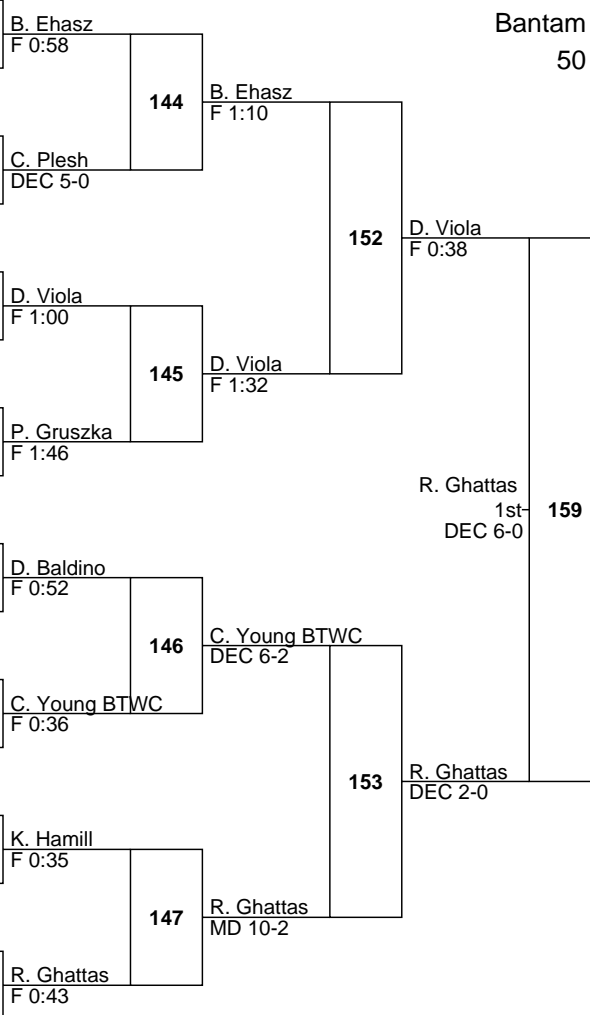 Bantam
50
B. Ehasz
F 0:58
144
B. Ehasz
F 1:10
C. Plesh
DEC 5-0
152
D. Viola
F 0:38
D. Viola
F 1:00
145
D. Viola
F 1:32
P. Gruszka
F 1:46
R. Ghattas
1st
DEC 6-0
159
D. Baldino
F 0:52
146
C. Young BTWC
DEC 6-2
C. Young BTWC
F 0:36
153
R. Ghattas
DEC 2-0
K. Hamill
F 0:35
147
R. Ghattas
MD 10-2
R. Ghattas
F 0:43